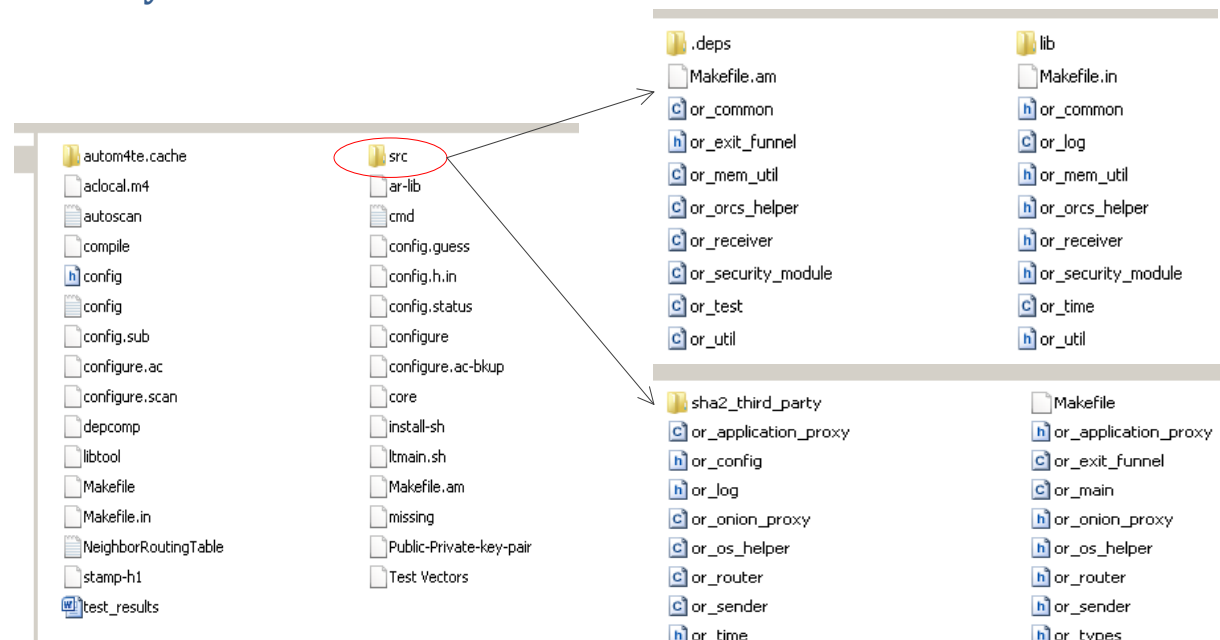 autom4te.cache src
aclocal.m4 ar-lib
autoscan cmd
compile config.guess
config config.h.in
config config.status
config.sub configure
configure.ac configure.ac-bkup
configure.scan core
depcomp install-sh
libtool ltmain.sh
Makefile Makefile.am
Makefile.in missing
NeighborRoutingTable Public-Private-key-pair
stamp-h1 Test Vectors
test_results
.deps lib
Makefile.am Makefile.in
or_common or_common
or_exit_funnel or_log
or_mem_util or_mem_util
or_orcs_helper or_orcs_helper
or_receiver or_receiver
or_security_module or_security_module
or_test or_time
or_util or_util
sha2_third_party Makefile
or_application_proxy or_application_proxy
or_config or_exit_funnel
or_log or_main
or_onion_proxy or_onion_proxy
or_os_helper or_os_helper
or_router or_router
or_sender or_sender
or_time or_types